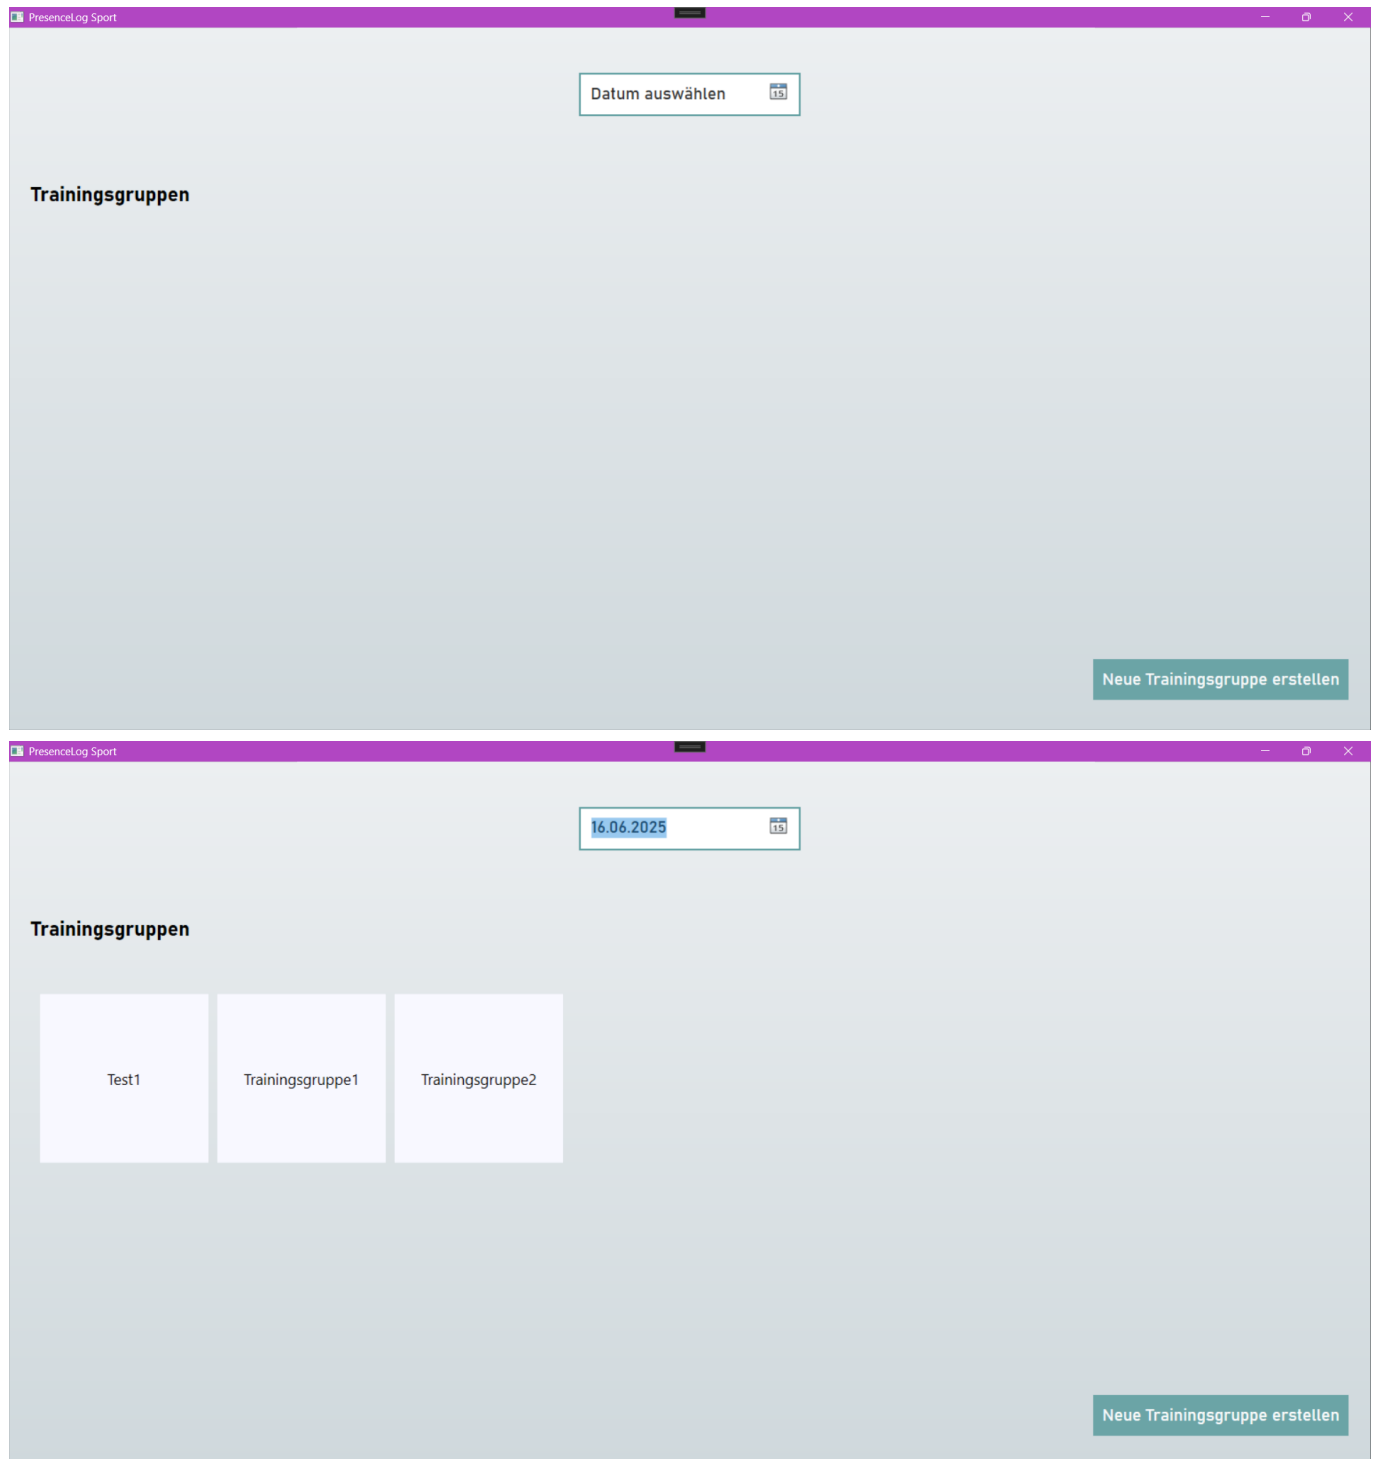 PresenceLog Sport
Datum auswählen
15
Trainingsgruppen
Neue Trainingsgruppe erstellen
PresenceLog Sport
16.06.2025
15
Trainingsgruppen
Test1
Trainingsgruppe1
Trainingsgruppe2
Neue Trainingsgruppe erstellen